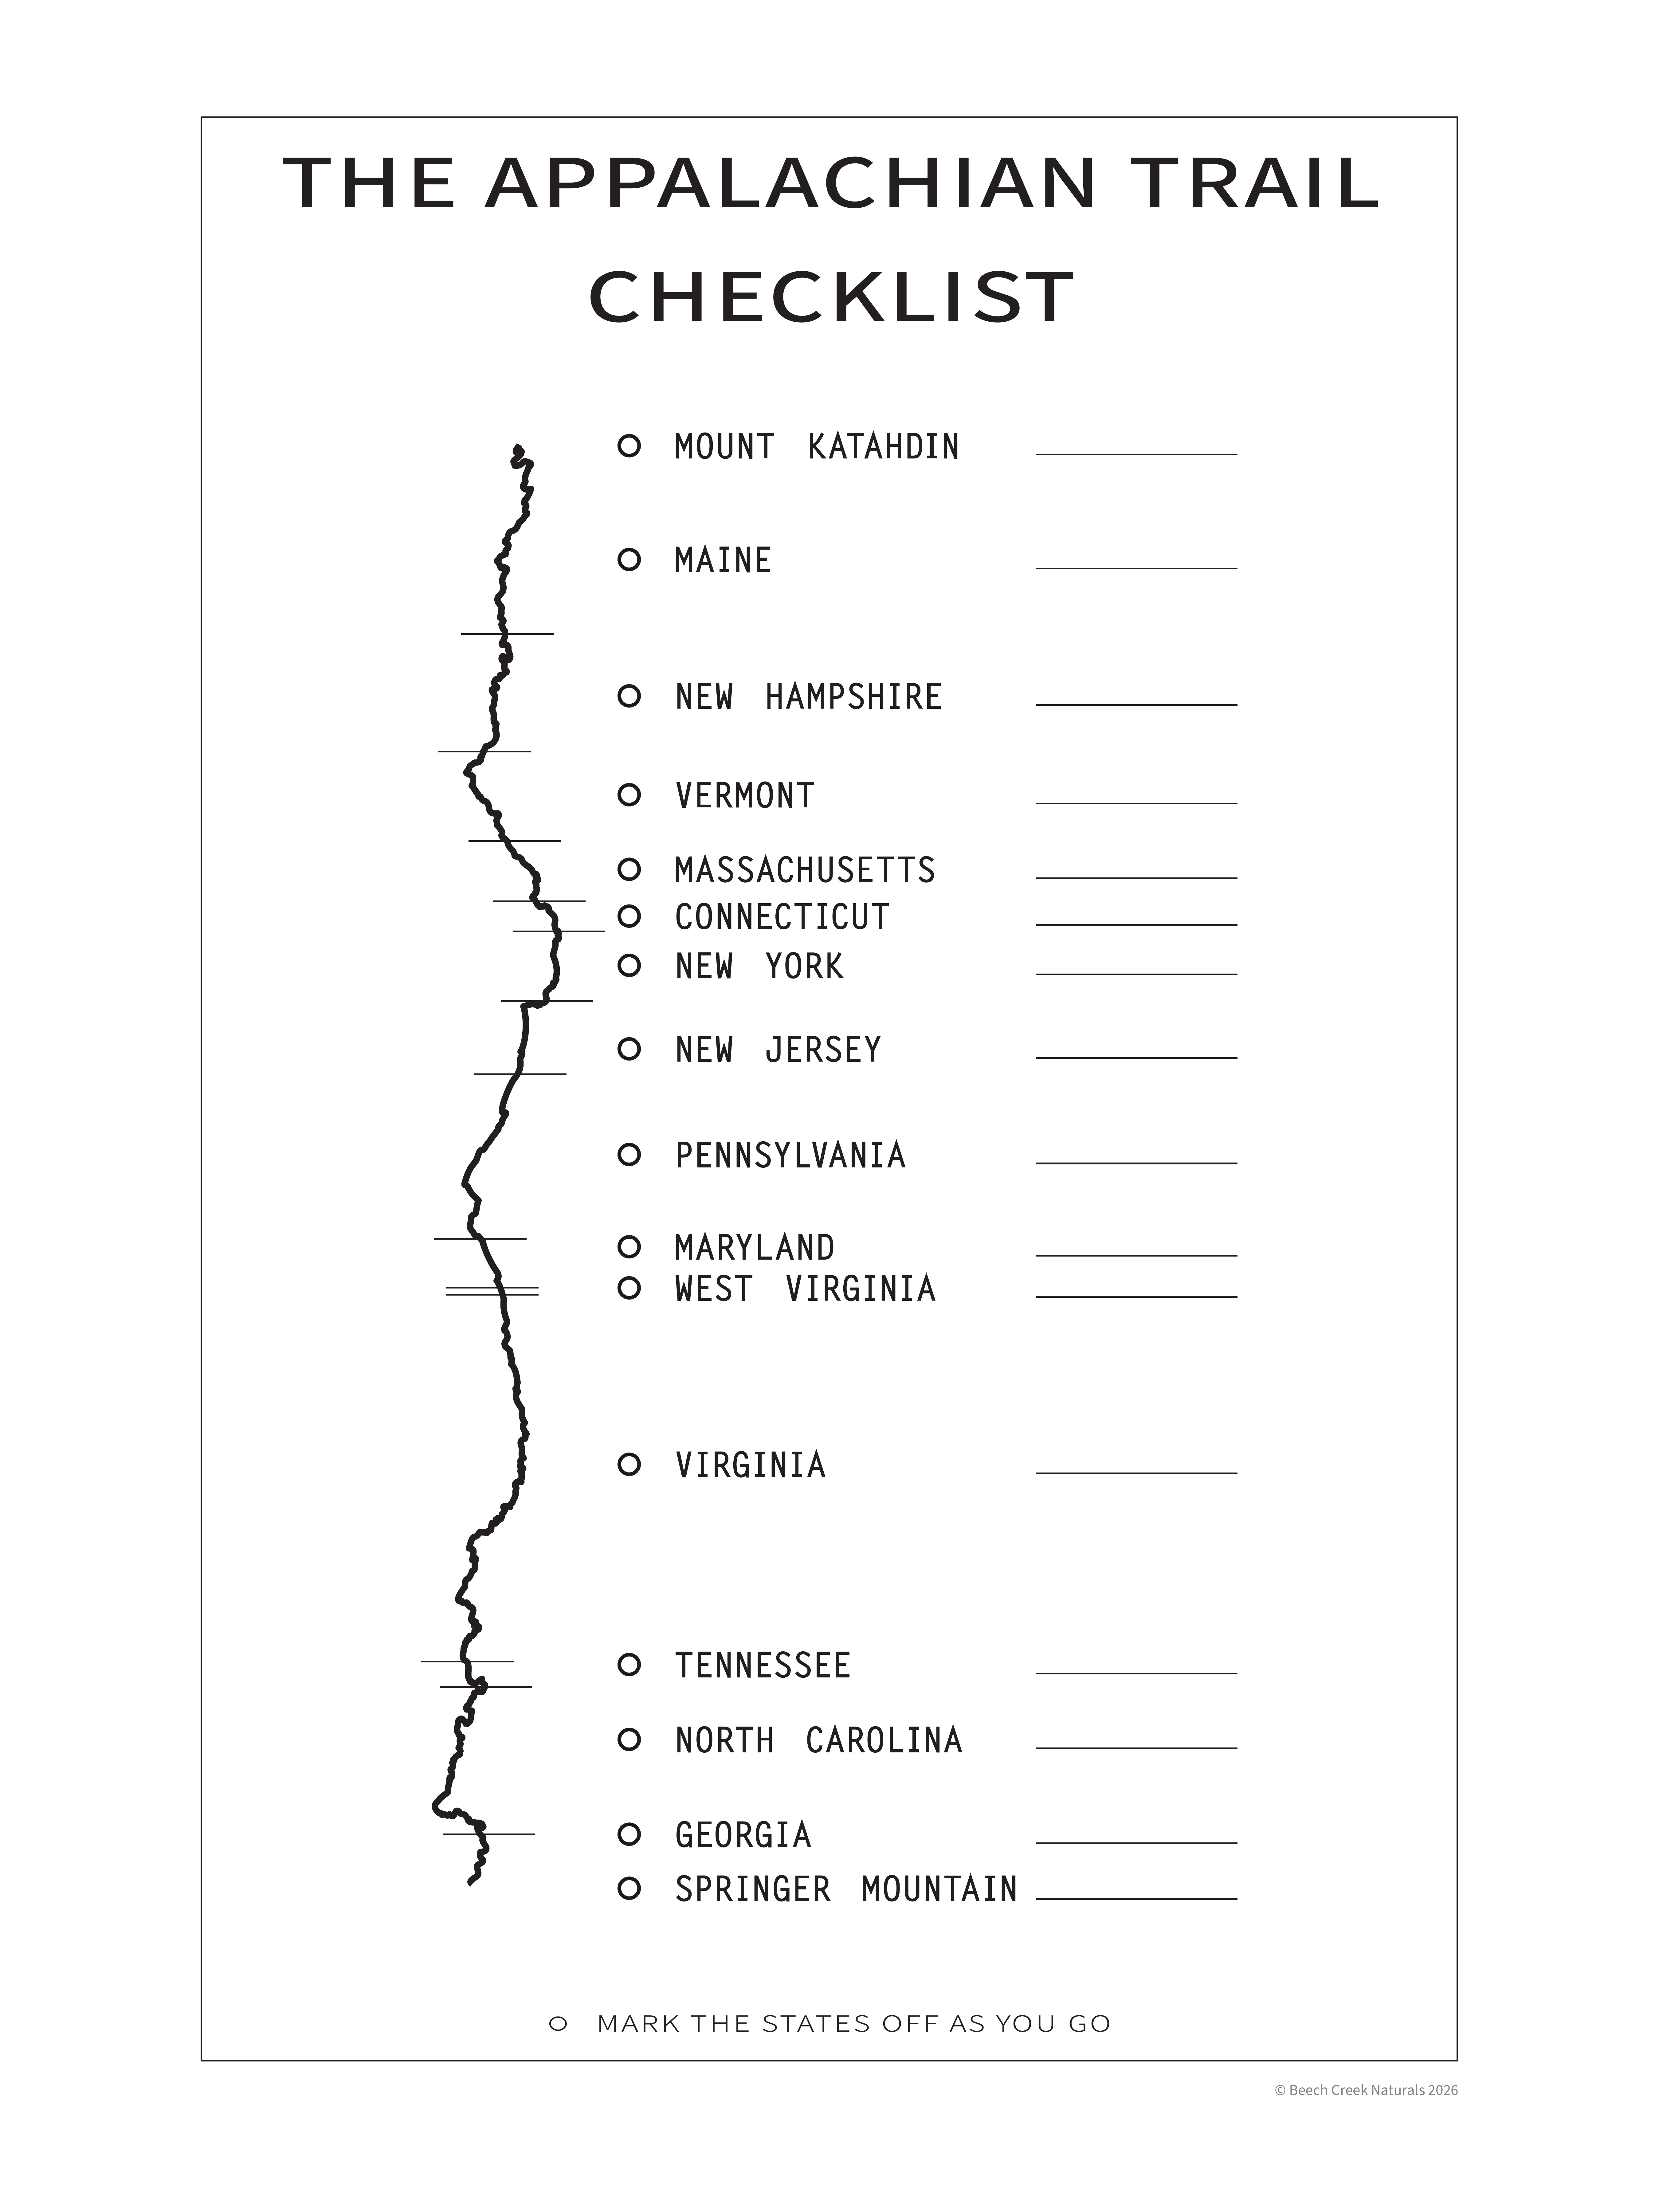 THE APPALACHIAN TRAIL
CHECKLIST
MOUNT KATAHDIN
MAINE
NEW HAMPSHIRE
VERMONT
MASSACHUSETTS
CONNECTICUT
NEW YORK
NEW JERSEY
PENNSYLVANIA
MARYLAND
WEST VIRGINIA
VIRGINIA
TENNESSEE
NORTH CAROLINA
GEORGIA
SPRINGER MOUNTAIN
MARK THE STATES OFF AS YOU GO
© Beech Creek Naturals 2026